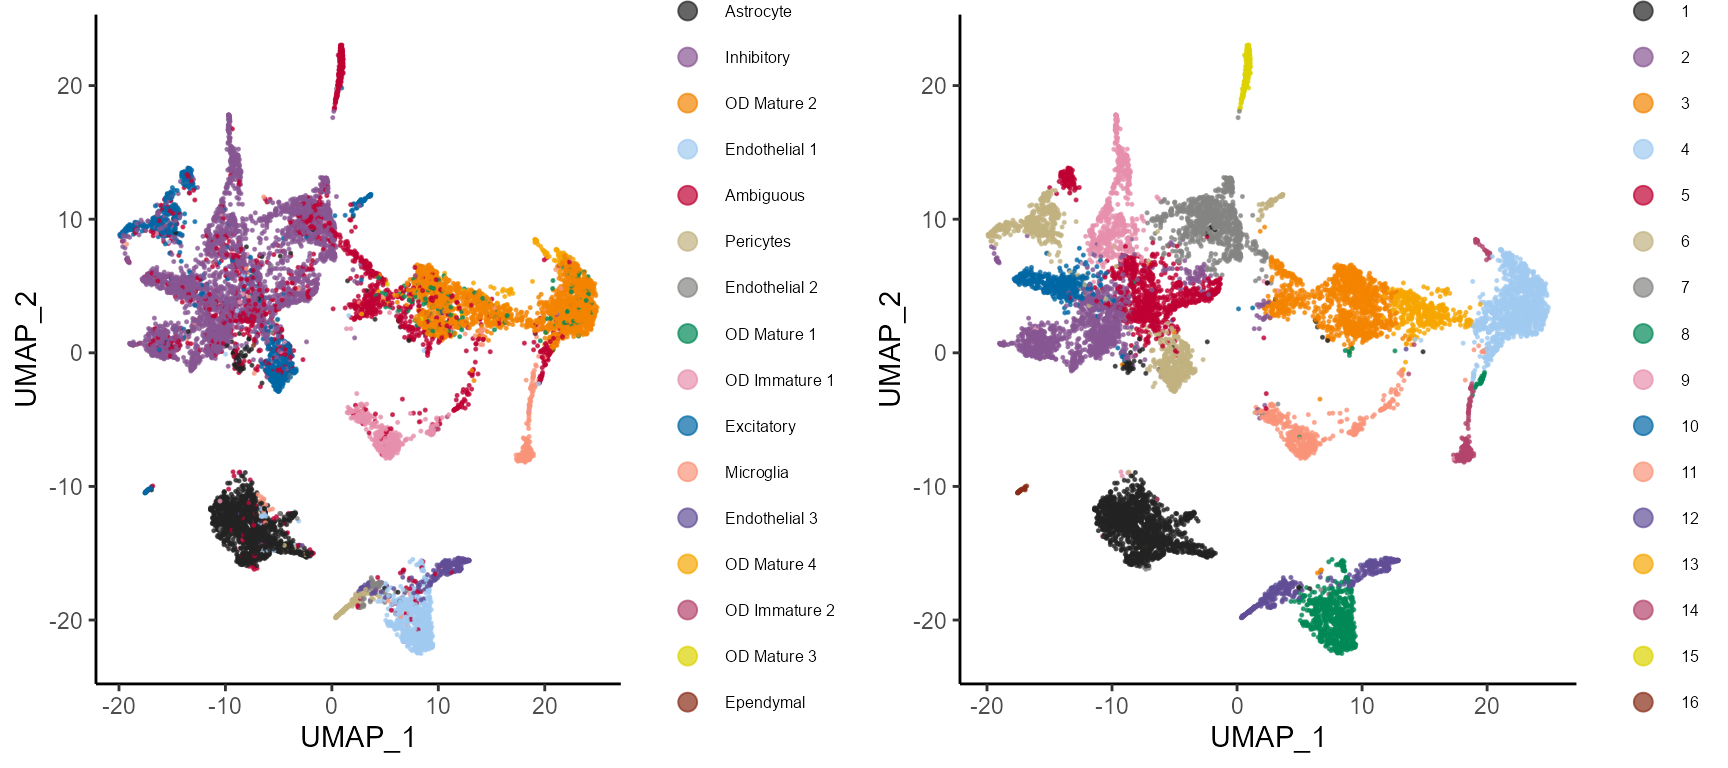 20
10
0
-10
-20
-20
-10
0
10
20
UMAP_1
UMAP_2
Astrocyte
Inhibitory
OD Mature 2
Endothelial 1
Ambiguous
Pericytes
Endothelial 2
OD Mature 1
OD Immature 1
Excitatory
Microglia
Endothelial 3
OD Mature 4
OD Immature 2
OD Mature 3
Ependymal
20
10
0
-10
-20
-20
-10
0
10
20
UMAP_1
UMAP_2
1
2
3
4
5
6
7
8
9
10
11
12
13
14
15
16